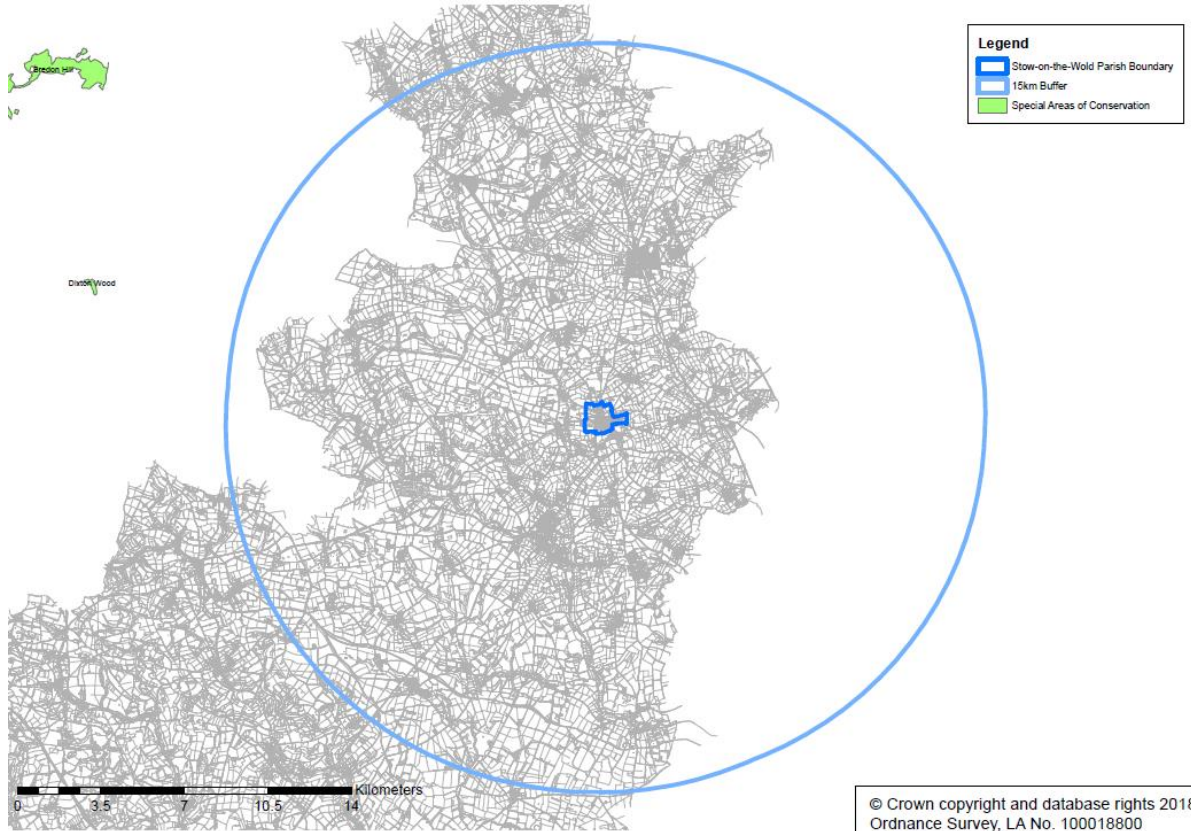 Legend
Stow-on-the-Wold Parish Boundary
15km Buffer
Special Areas of Conservation
Bredon Hill
Dixton Wood
Kilometers
0 3.5 7 10.5 14
© Crown copyright and database rights 2018
Ordnance Survey, LA No. 100018800